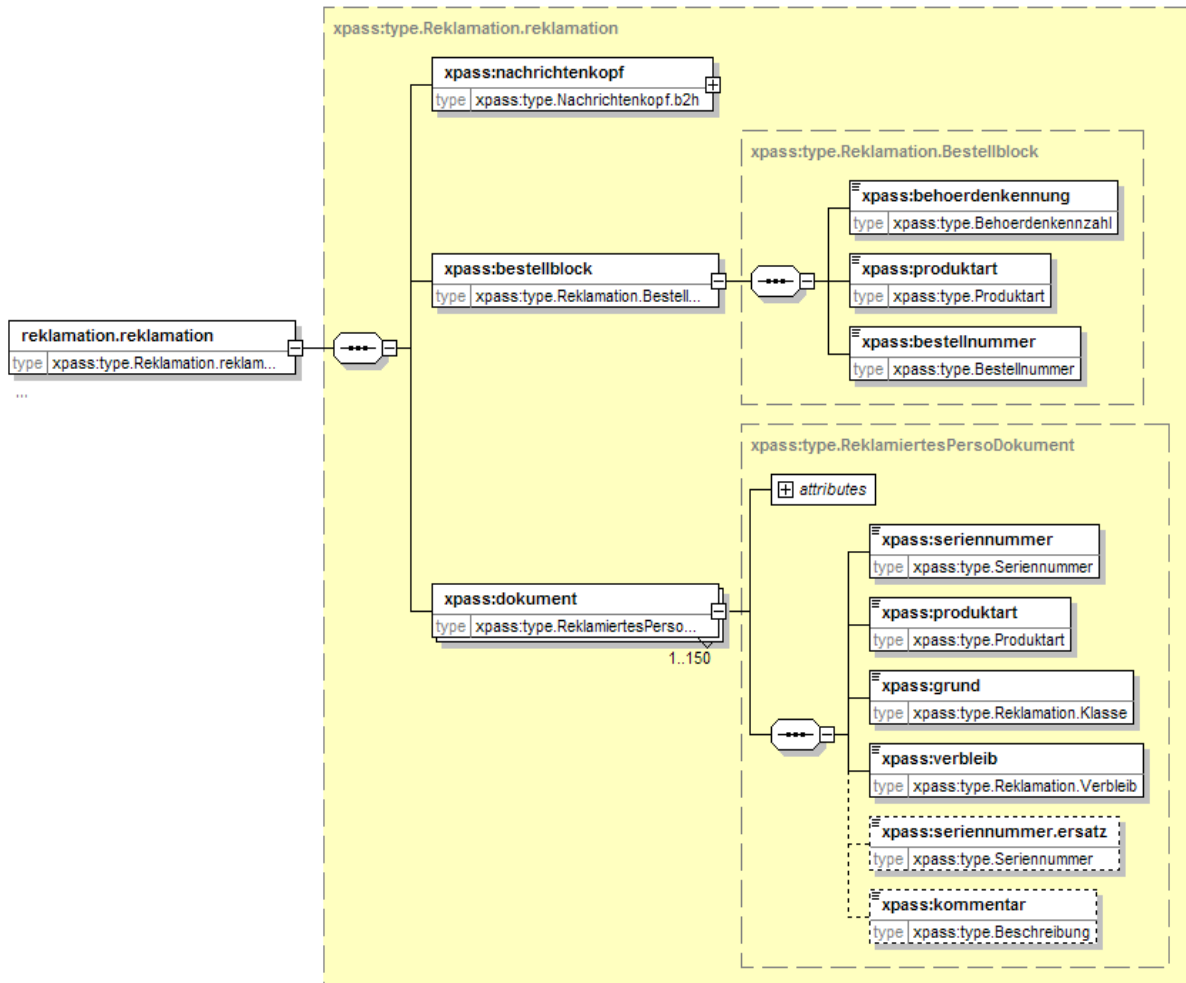 xpass:type.Reklamation.reklamation
xpass:nachrichtenkopf
type xpass:type.Nachrichtenkopf.b2h
xpass:type.Reklamation.Bestellblock
xpass:behoerdenkennung
type xpass:type.Behoerdenkennzahl
xpass:bestellblock
type xpass:type.Reklamation.Bestell...
xpass:produktart
type xpass:type.Produktart
xpass:bestellnummer
type xpass:type.Bestellnummer
reklamation.reklamation
type xpass:type.Reklamation.reklam...
...
xpass:type.ReklamiertesPersoDokument
attributes
xpass:seriennummer
type xpass:type.Seriennummer
xpass:dokument
type xpass:type.ReklamiertesPerso...
1..150
xpass:produktart
type xpass:type.Produktart
xpass:grund
type xpass:type.Reklamation.Klasse
xpass:verbleib
type xpass:type.Reklamation.Verbleib
xpass:seriennummer.ersatz
type xpass:type.Seriennummer
xpass:kommentar
type xpass:type.Beschreibung